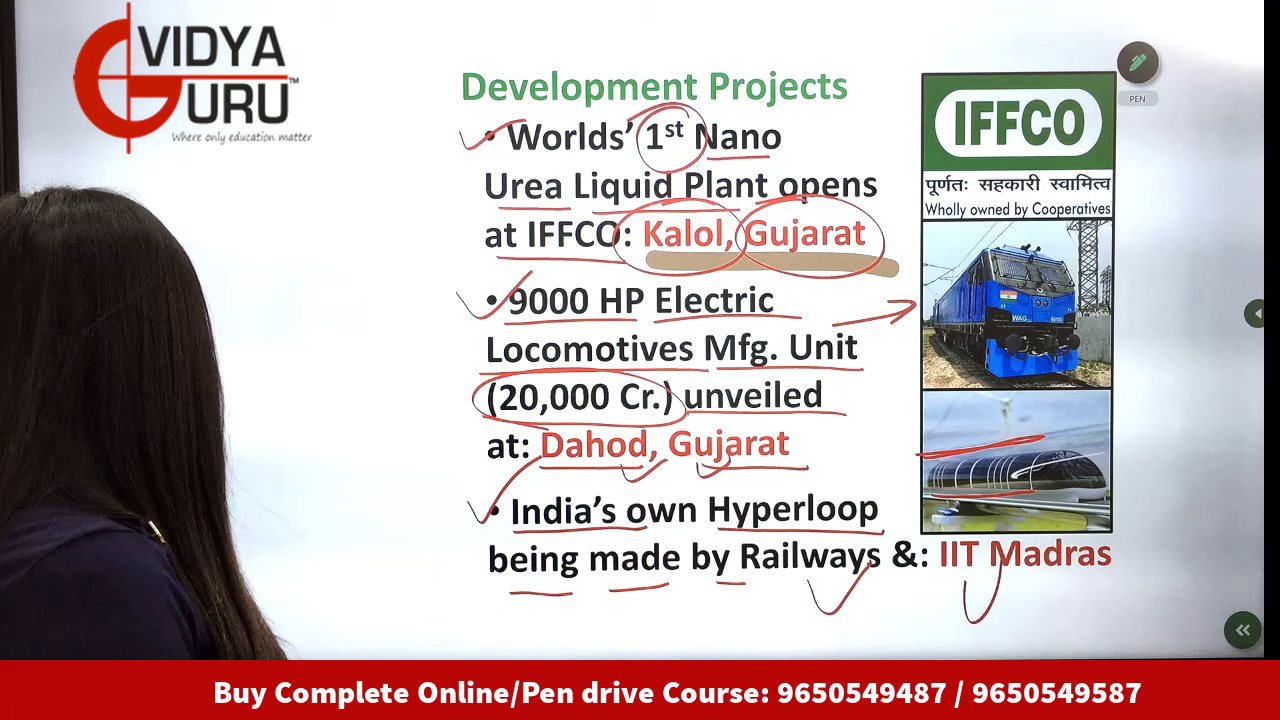 VIDYA
GURU™
Where only education matter
Development Projects
• Worlds’ 1st Nano
Urea Liquid Plant opens
at IFFCO: Kalol, Gujarat
• 9000 HP Electric
Locomotives Mfg. Unit
(20,000 Cr.) unveiled
at: Dahod, Gujarat
• India’s own Hyperloop
being made by Railways &: IIT Madras
IFFCO
पूर्णतः सहकारी स्वामित्व
Wholly owned by Cooperatives
WAG
PEN
Buy Complete Online/Pen drive Course: 9650549487 / 9650549587